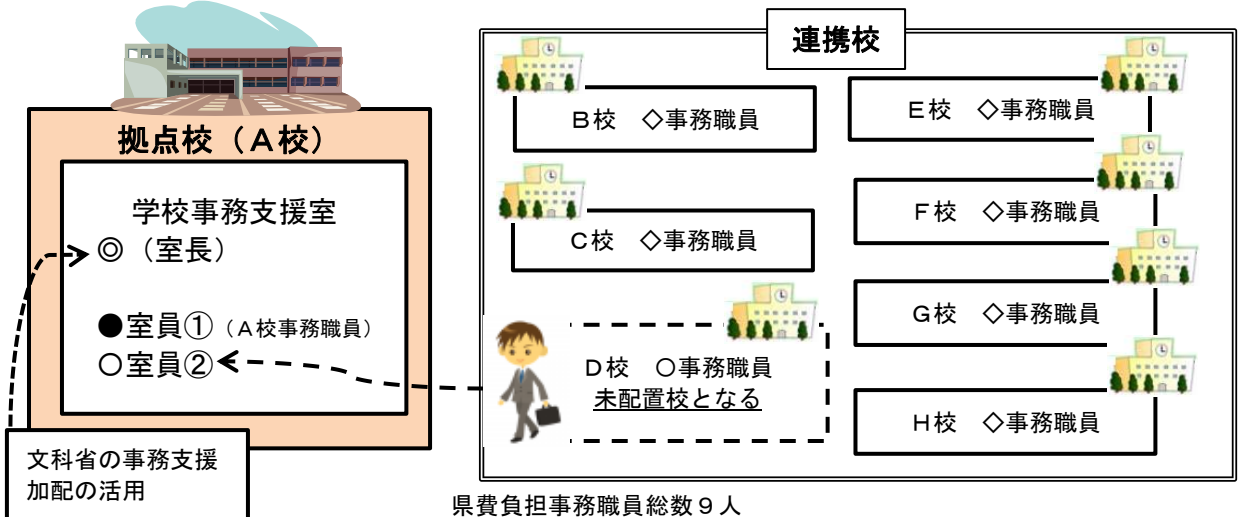 拠点校（Ａ校）
学校事務支援室
◎（室長）
●室員①（Ａ校事務職員）
○室員②
文科省の事務支援
加配の活用
連携校
Ｂ校　◇事務職員
Ｃ校　◇事務職員
Ｄ校　○事務職員
未配置校となる
Ｅ校　◇事務職員
Ｆ校　◇事務職員
Ｇ校　◇事務職員
Ｈ校　◇事務職員
県費負担事務職員総数９人